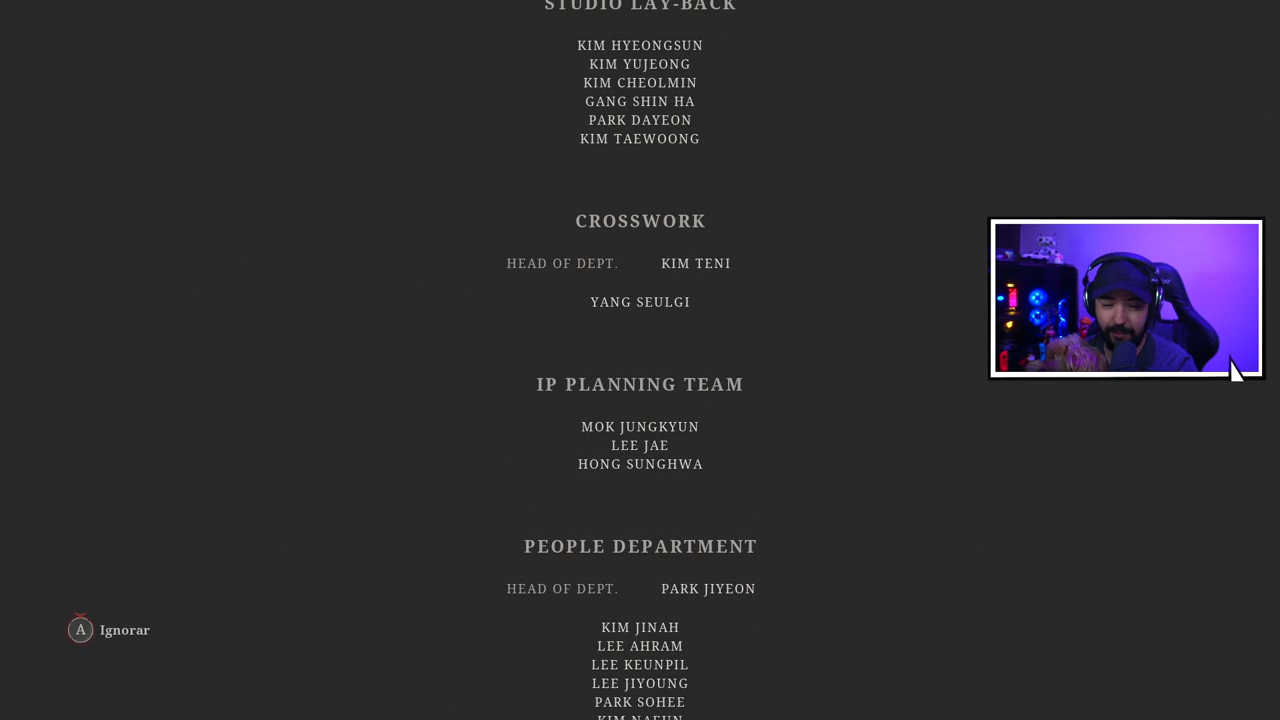 STUDIO LAY-BACK
KIM HYEONGSUN
KIM YUJEONG
KIM CHEOLMIN
GANG SHIN HA
PARK DAYEON
KIM TAEWOONG
CROSSWORK
HEAD OF DEPT. KIM TENI
YANG SEULGI
IP PLANNING TEAM
MOK JUNGKYUN
LEE JAE
HONG SUNGHWA
PEOPLE DEPARTMENT
HEAD OF DEPT. PARK JIYEON
KIM JINAH
LEE AHRAM
LEE KEUNPIL
LEE JIYOUNG
PARK SOHEE
KIM NAEUN
A Ignorar